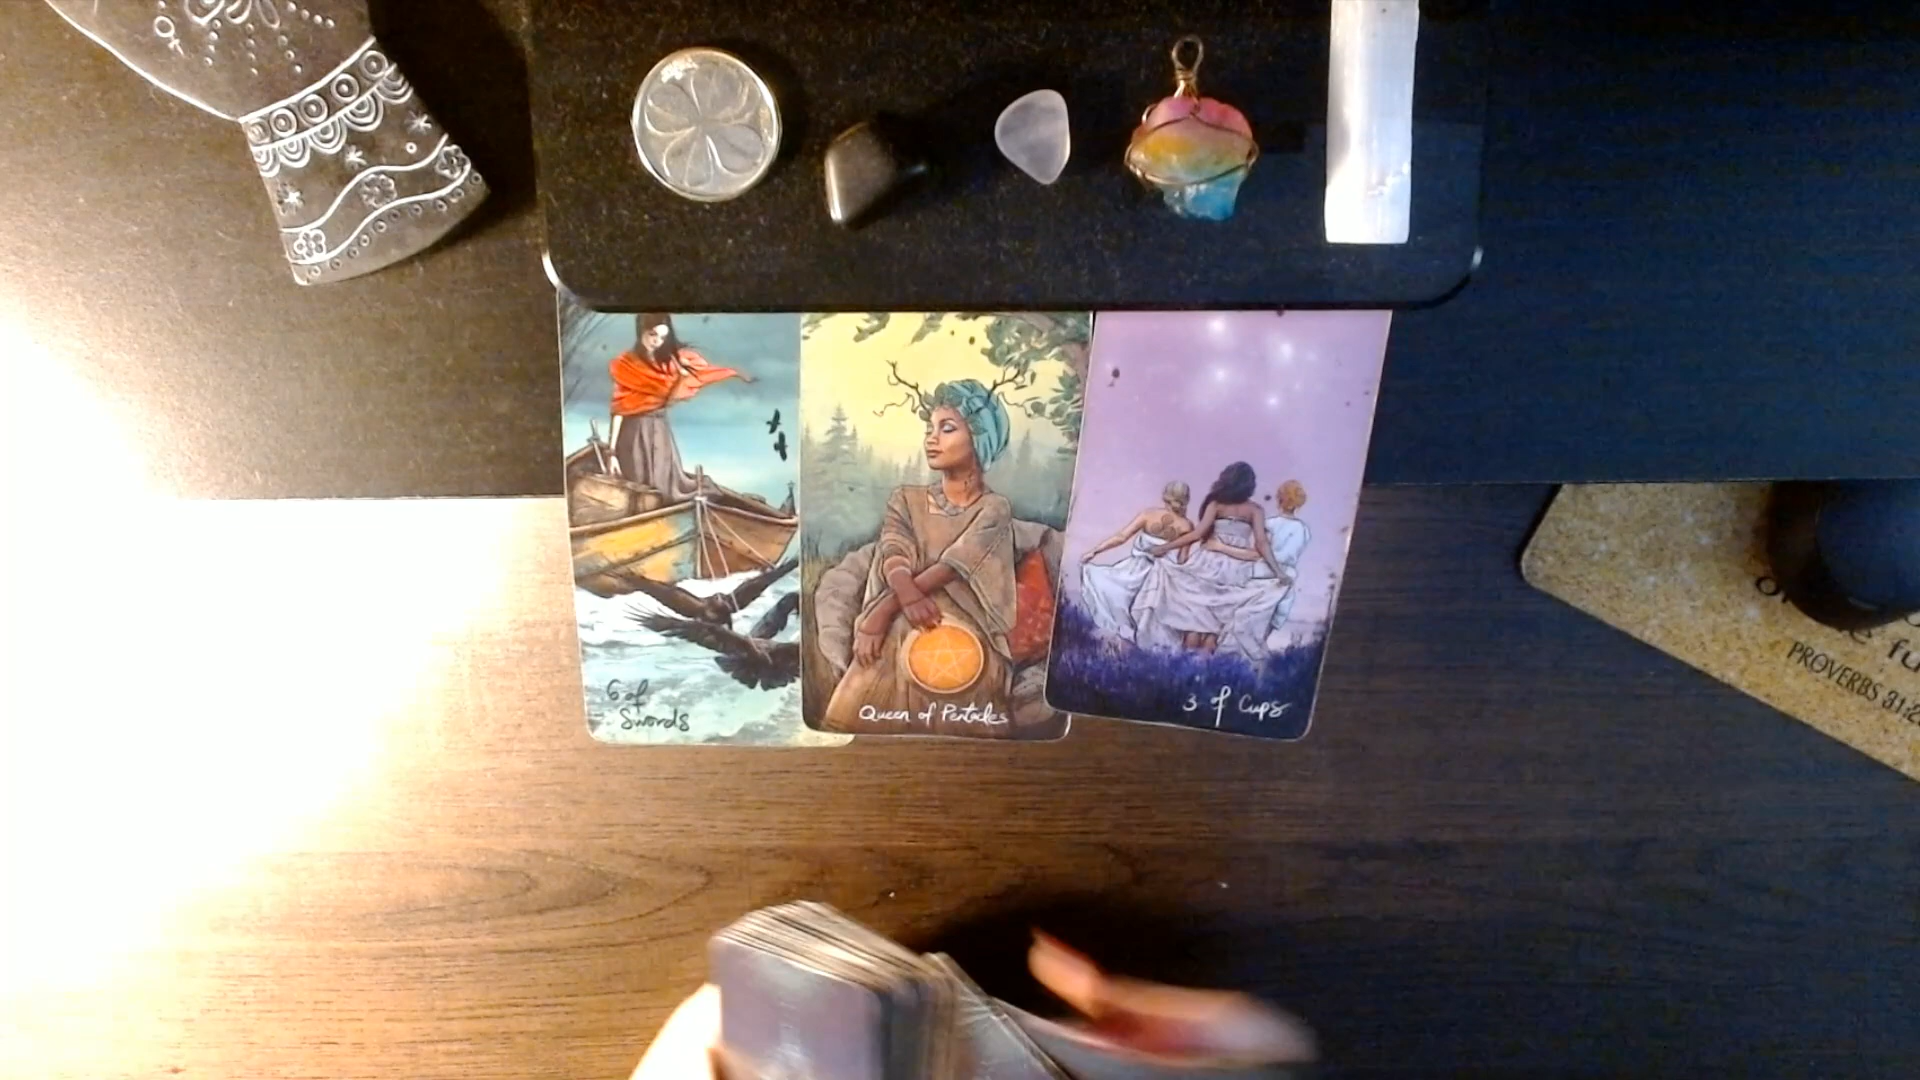 6 of
Swords
Queen of Pentacles
3 of Cups
PROVERBS 31:2